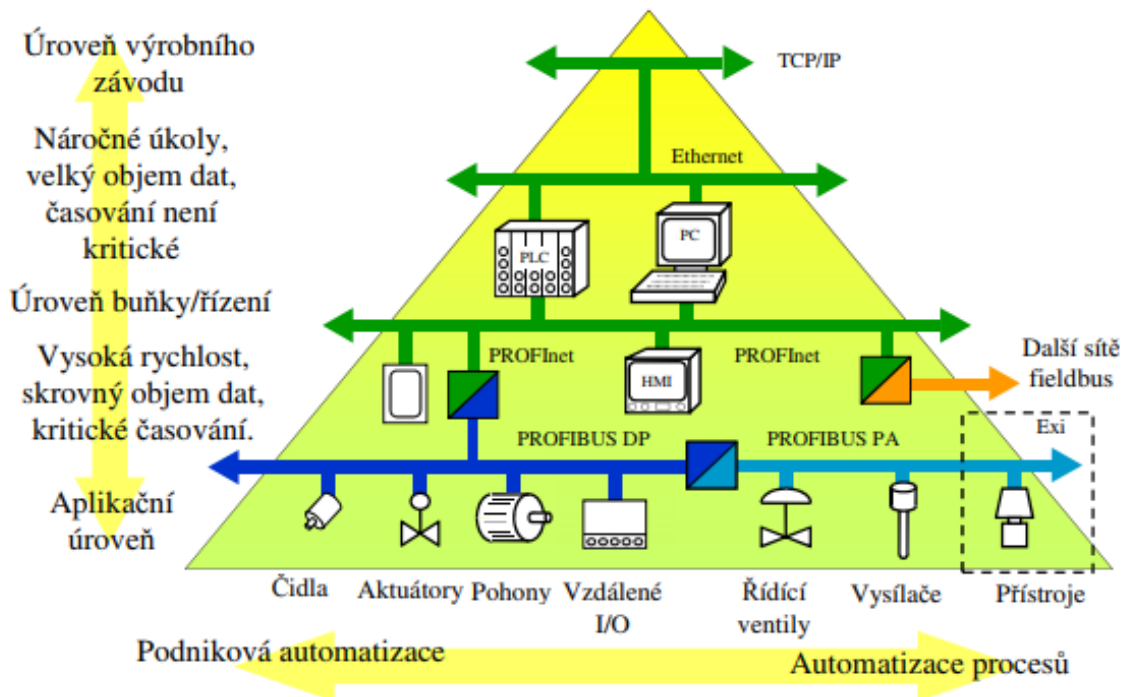 Úroveň výrobního
závodu
TCP/IP
Náročné úkoly,
velký objem dat,
časování není
kritické
Ethernet
PLC
PC
Úroveň buňky/řízení
Vysoká rychlost,
skrovný objem dat,
kritické časování.
PROFInet
PROFInet
HMI
Další sítě
fieldbus
PROFIBUS DP
PROFIBUS PA
Exi
Aplikační
úroveň
Čidla
Aktuátory
Pohony
Vzdálené
I/O
Řídící
ventily
Vysílače
Přístroje
Podniková automatizace
Automatizace procesů